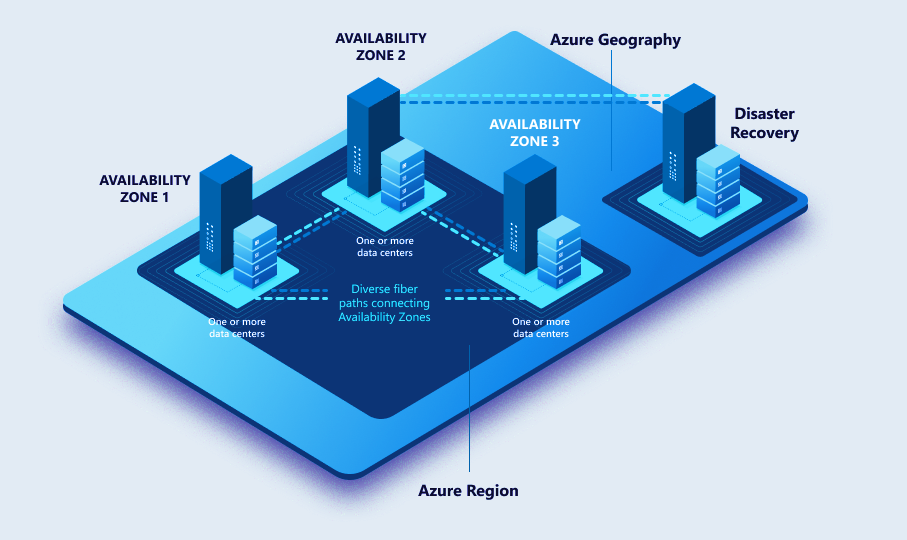 AVAILABILITY
ZONE 2
Azure Geography
Disaster
Recovery
AVAILABILITY
ZONE 3
AVAILABILITY
ZONE 1
One or more
data centers
Diverse fiber
paths connecting
Availability Zones
One or more
data centers
One or more
data centers
Azure Region